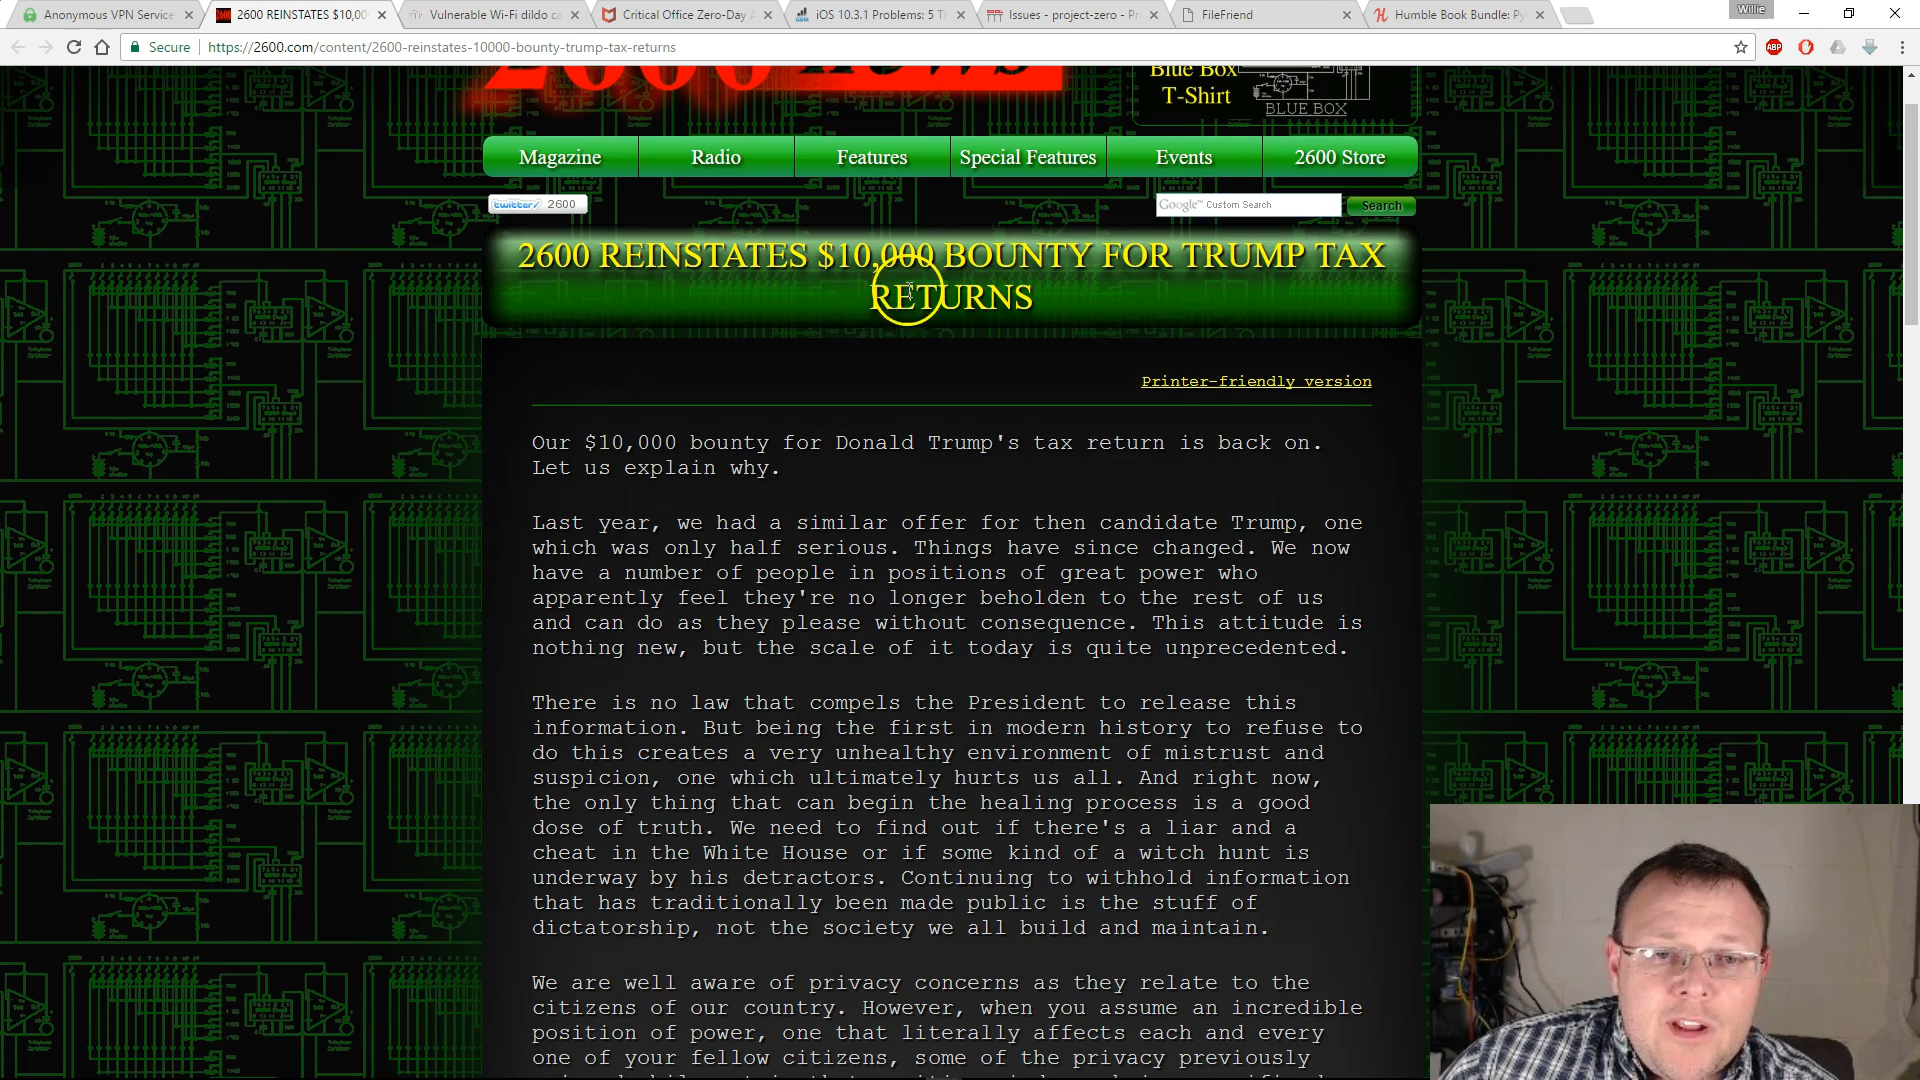 Anonymous VPN Service
2600 REINSTATES $10,00
Vulnerable Wi-Fi dildo ca
Critical Office Zero-Day
iOS 10.3.1 Problems: 5 T
Issues - project-zero - Pr
FileFriend
Humble Book Bundle: Py
Willie
Secure
https://2600.com/content/2600-reinstates-10000-bounty-trump-tax-returns
ABP
2600 NEWS
Blue Box
T-Shirt
BLUE BOX
Magazine
Radio
Features
Special Features
Events
2600 Store
twitter
2600
Google™ Custom Search
Search
2600 REINSTATES $10,000 BOUNTY FOR TRUMP TAX
RETURNS
Printer-friendly version
Our $10,000 bounty for Donald Trump's tax return is back on.
Let us explain why.
Last year, we had a similar offer for then candidate Trump, one
which was only half serious. Things have since changed. We now
have a number of people in positions of great power who
apparently feel they're no longer beholden to the rest of us
and can do as they please without consequence. This attitude is
nothing new, but the scale of it today is quite unprecedented.
There is no law that compels the President to release this
information. But being the first in modern history to refuse to
do this creates a very unhealthy environment of mistrust and
suspicion, one which ultimately hurts us all. And right now,
the only thing that can begin the healing process is a good
dose of truth. We need to find out if there's a liar and a
cheat in the White House or if some kind of a witch hunt is
underway by his detractors. Continuing to withhold information
that has traditionally been made public is the stuff of
dictatorship, not the society we all build and maintain.
We are well aware of privacy concerns as they relate to the
citizens of our country. However, when you assume an incredible
position of power, one that literally affects each and every
one of your fellow citizens, some of the privacy previously